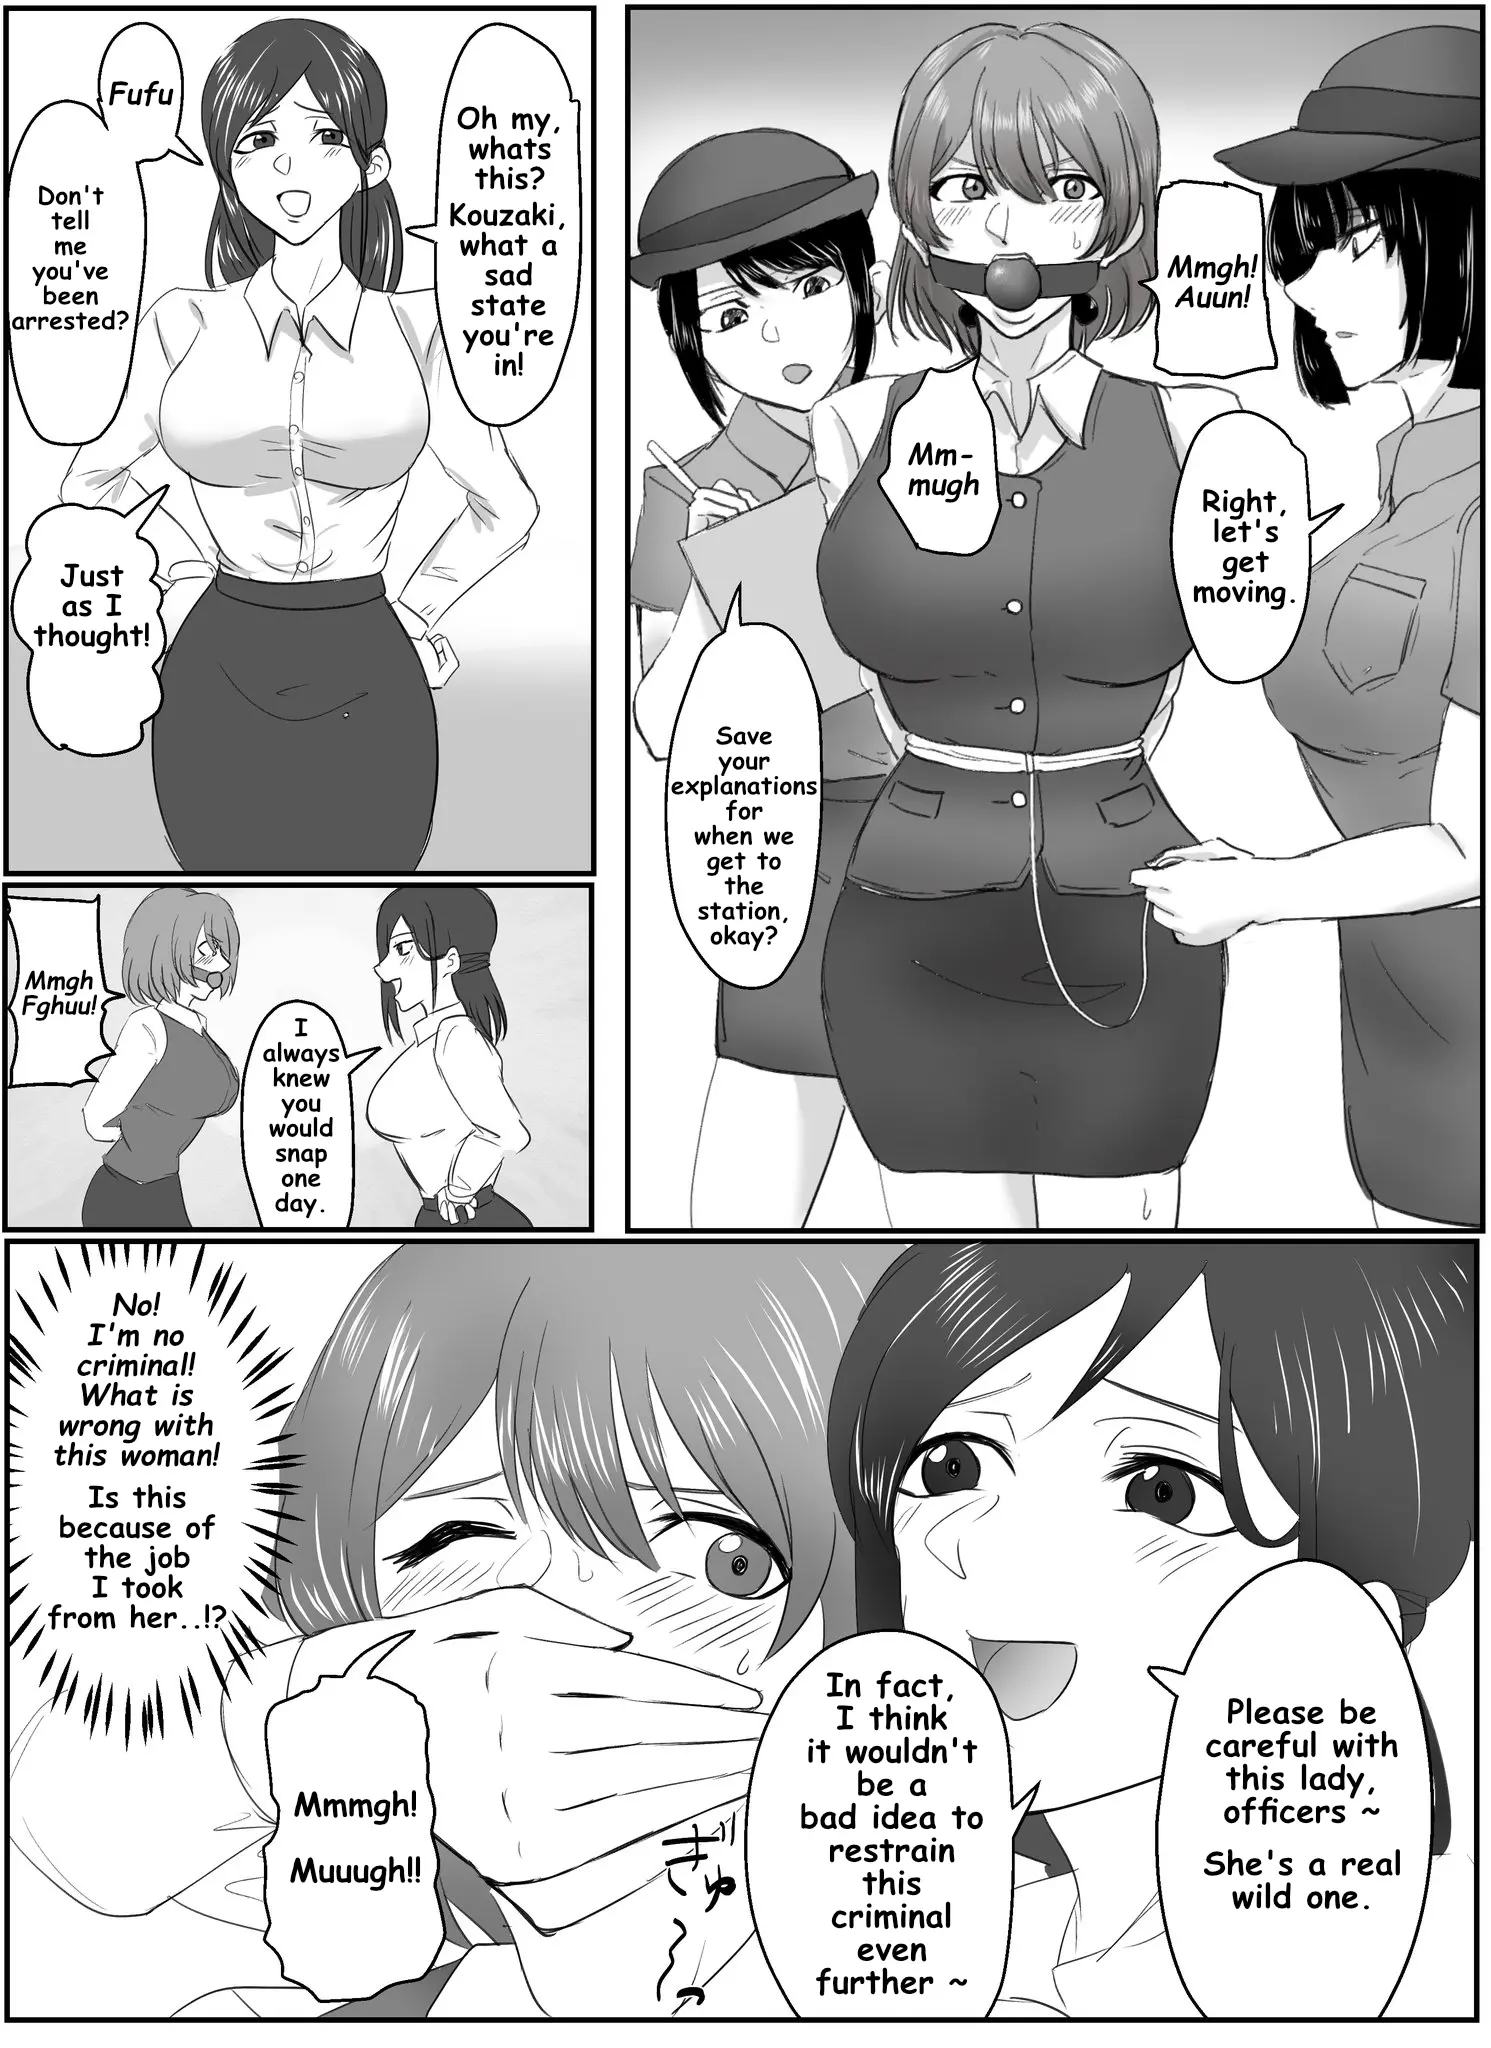 Mmgh!
Auun!
Mm-
mugh
Right,
let's
get
moving.
Save
your
explanations
for
when we
get to
the
station,
okay?
Oh my,
whats
this?
Kouzaki,
what a
sad
state
you're
in!
Fufu
Don't
tell
me
you've
been
arrested?
Just
as I
thought!
I
always
knew
you
would
snap
one
day.
Mmgh
Fghuu!
Please be
careful with
this lady,
officers ~
She's a real
wild one.
In fact,
I think
it wouldn't
be a
bad idea to
restrain
this
criminal
even
further ~
ぎゅ～っ
Mmmgh!
Muuugh!!
No!
I'm no
criminal!
What is
wrong with
this woman!
Is this
because of
the job
I took
from her..!?